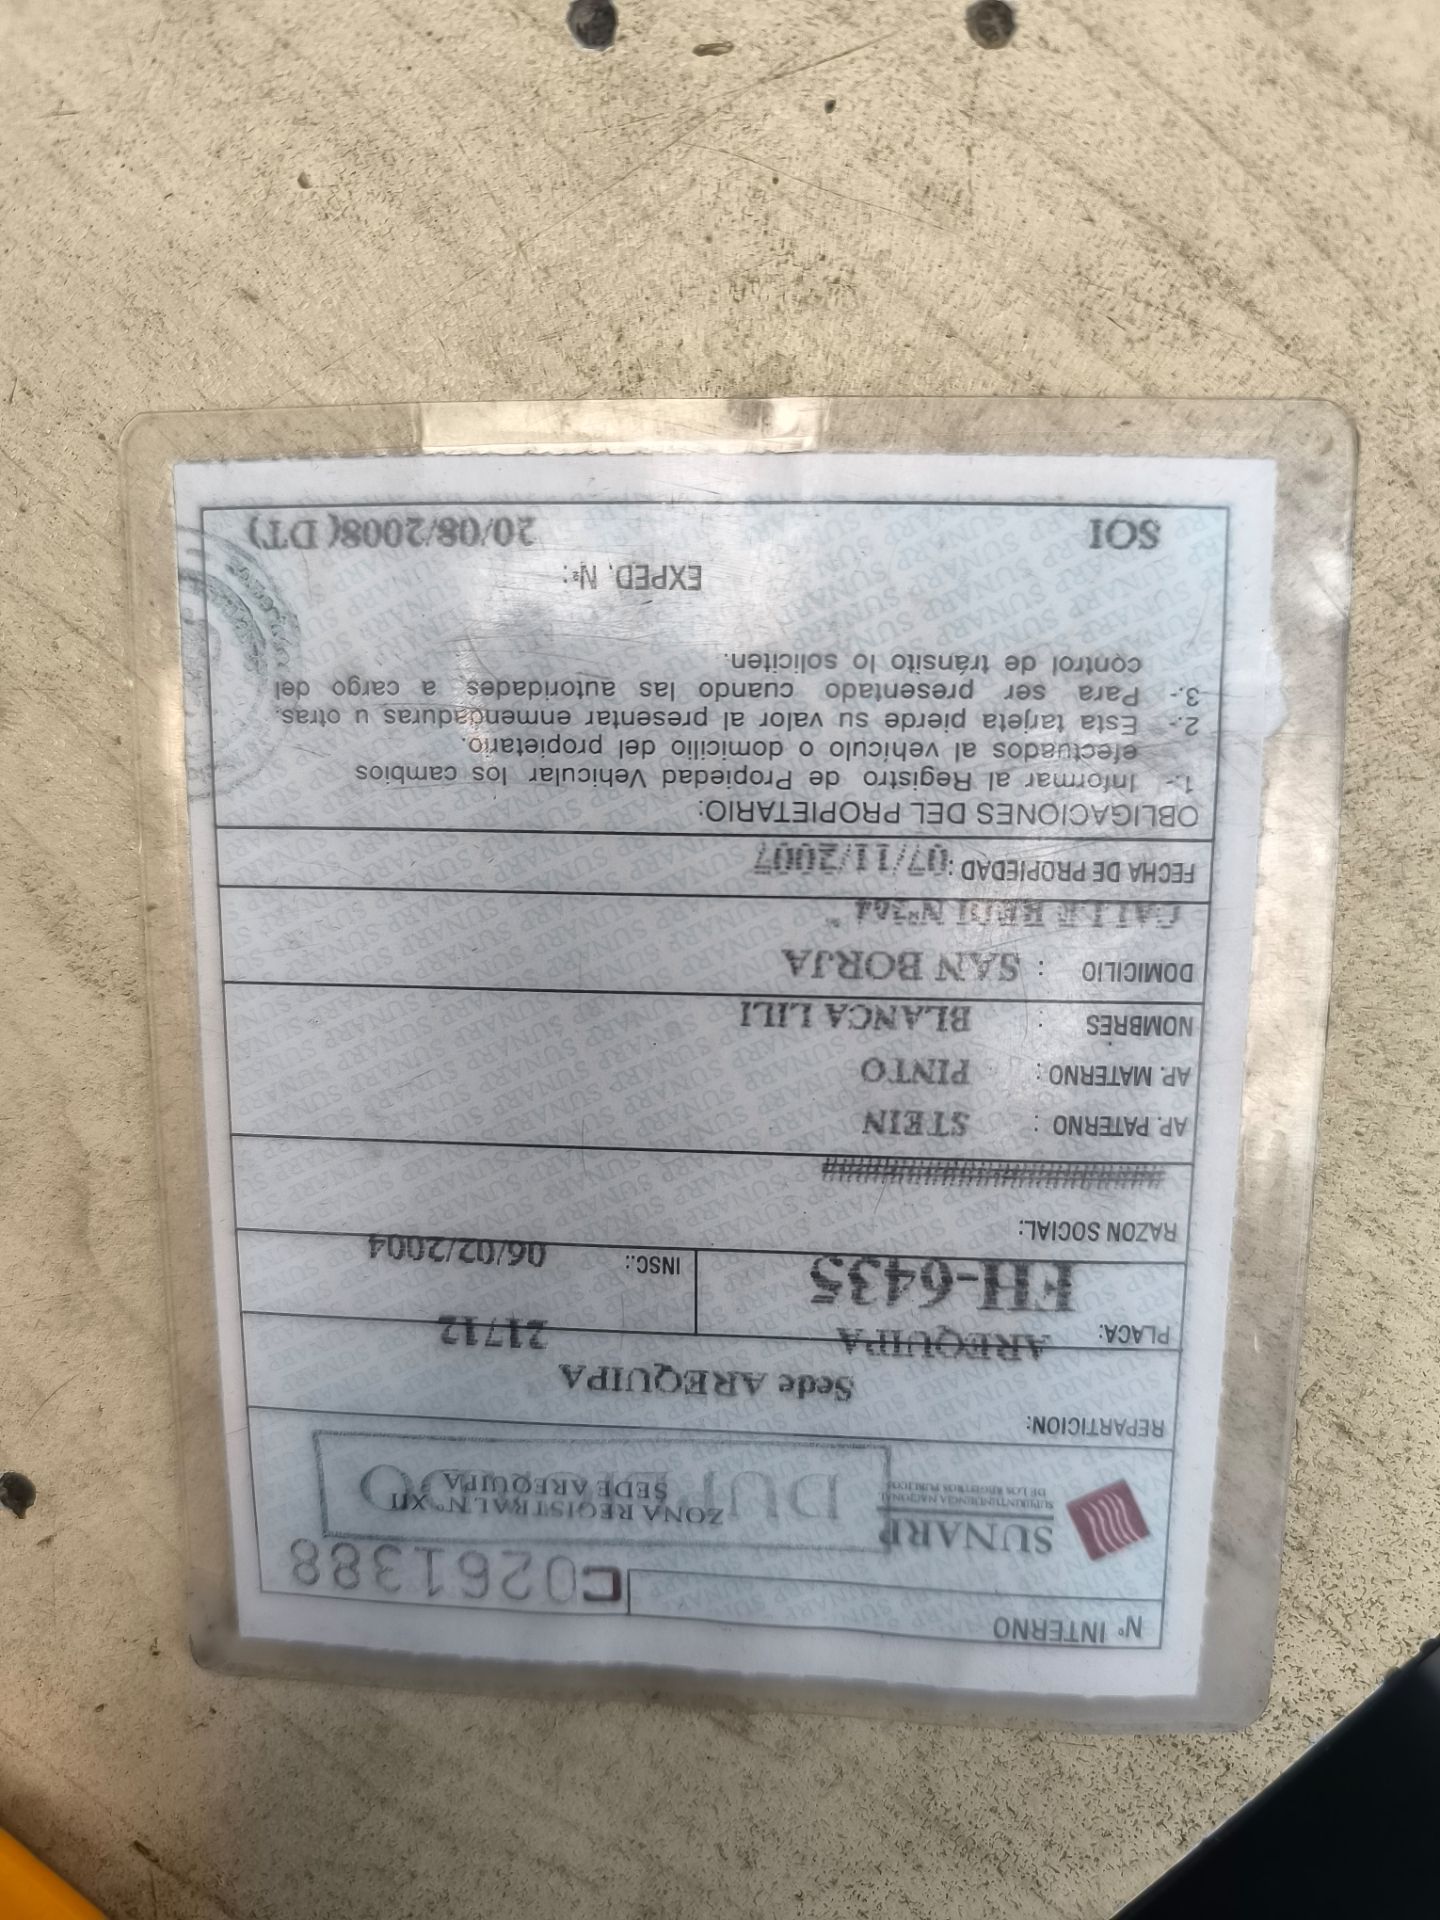 Nº INTERNO
C0261388
SUNARP
SUPERINTENDENCIA NACIONAL
DE LOS REGISTROS PUBLICOS
ZONA REGISTRAL Nº XII
SEDE AREQUIPA
REPARTICION:
Sede AREQUIPA
AREQUIPA 21712
PLACA:
FH-6435 INSC.: 06/02/2004
RAZON SOCIAL:
AP. PATERNO : STEIN
AP. MATERNO : PINTO
NOMBRES : BLANCA LILI
DOMICILIO : SAN BORJA
FECHA DE PROPIEDAD : 07/11/2007
OBLIGACIONES DEL PROPIETARIO:
1.- Informar al Registro de Propiedad Vehicular los cambios
efectuados al vehículo o domicilio del propietario.
2.- Esta tarjeta pierde su valor al presentar enmendaduras u otras.
3.- Para ser presentado cuando las autoridades a cargo del
control de tránsito lo soliciten.
EXPED. Nº:
SOI 20/08/2008( DT)